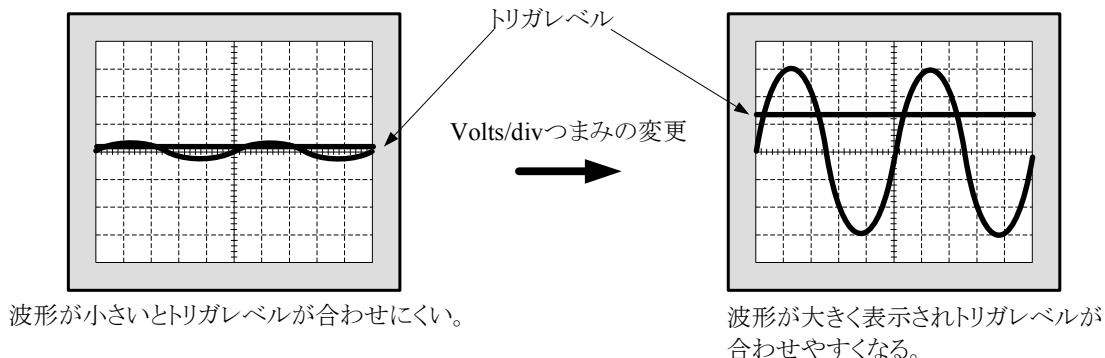 トリガレベル
Volts/divつまみの変更
波形が小さいとトリガレベルが合わせにくい。
波形が大きく表示されトリガレベルが
合わせやすくなる。